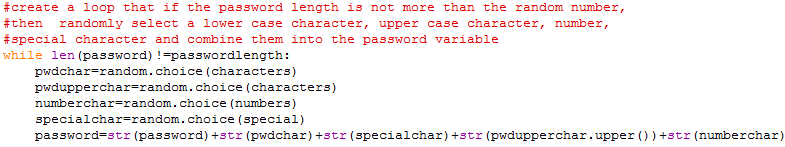 #create a loop that if the password length is not more than the random number,
#then  randomly select a lower case character, upper case character, number,
#special character and combine them into the password variable
while len(password)!=passwordlength:
    pwdchar=random.choice(characters)
    pwdupperchar=random.choice(characters)
    numberchar=random.choice(numbers)
    specialchar=random.choice(special)
    password=str(password)+str(pwdchar)+str(specialchar)+str(pwdupperchar.upper())+str(numberchar)